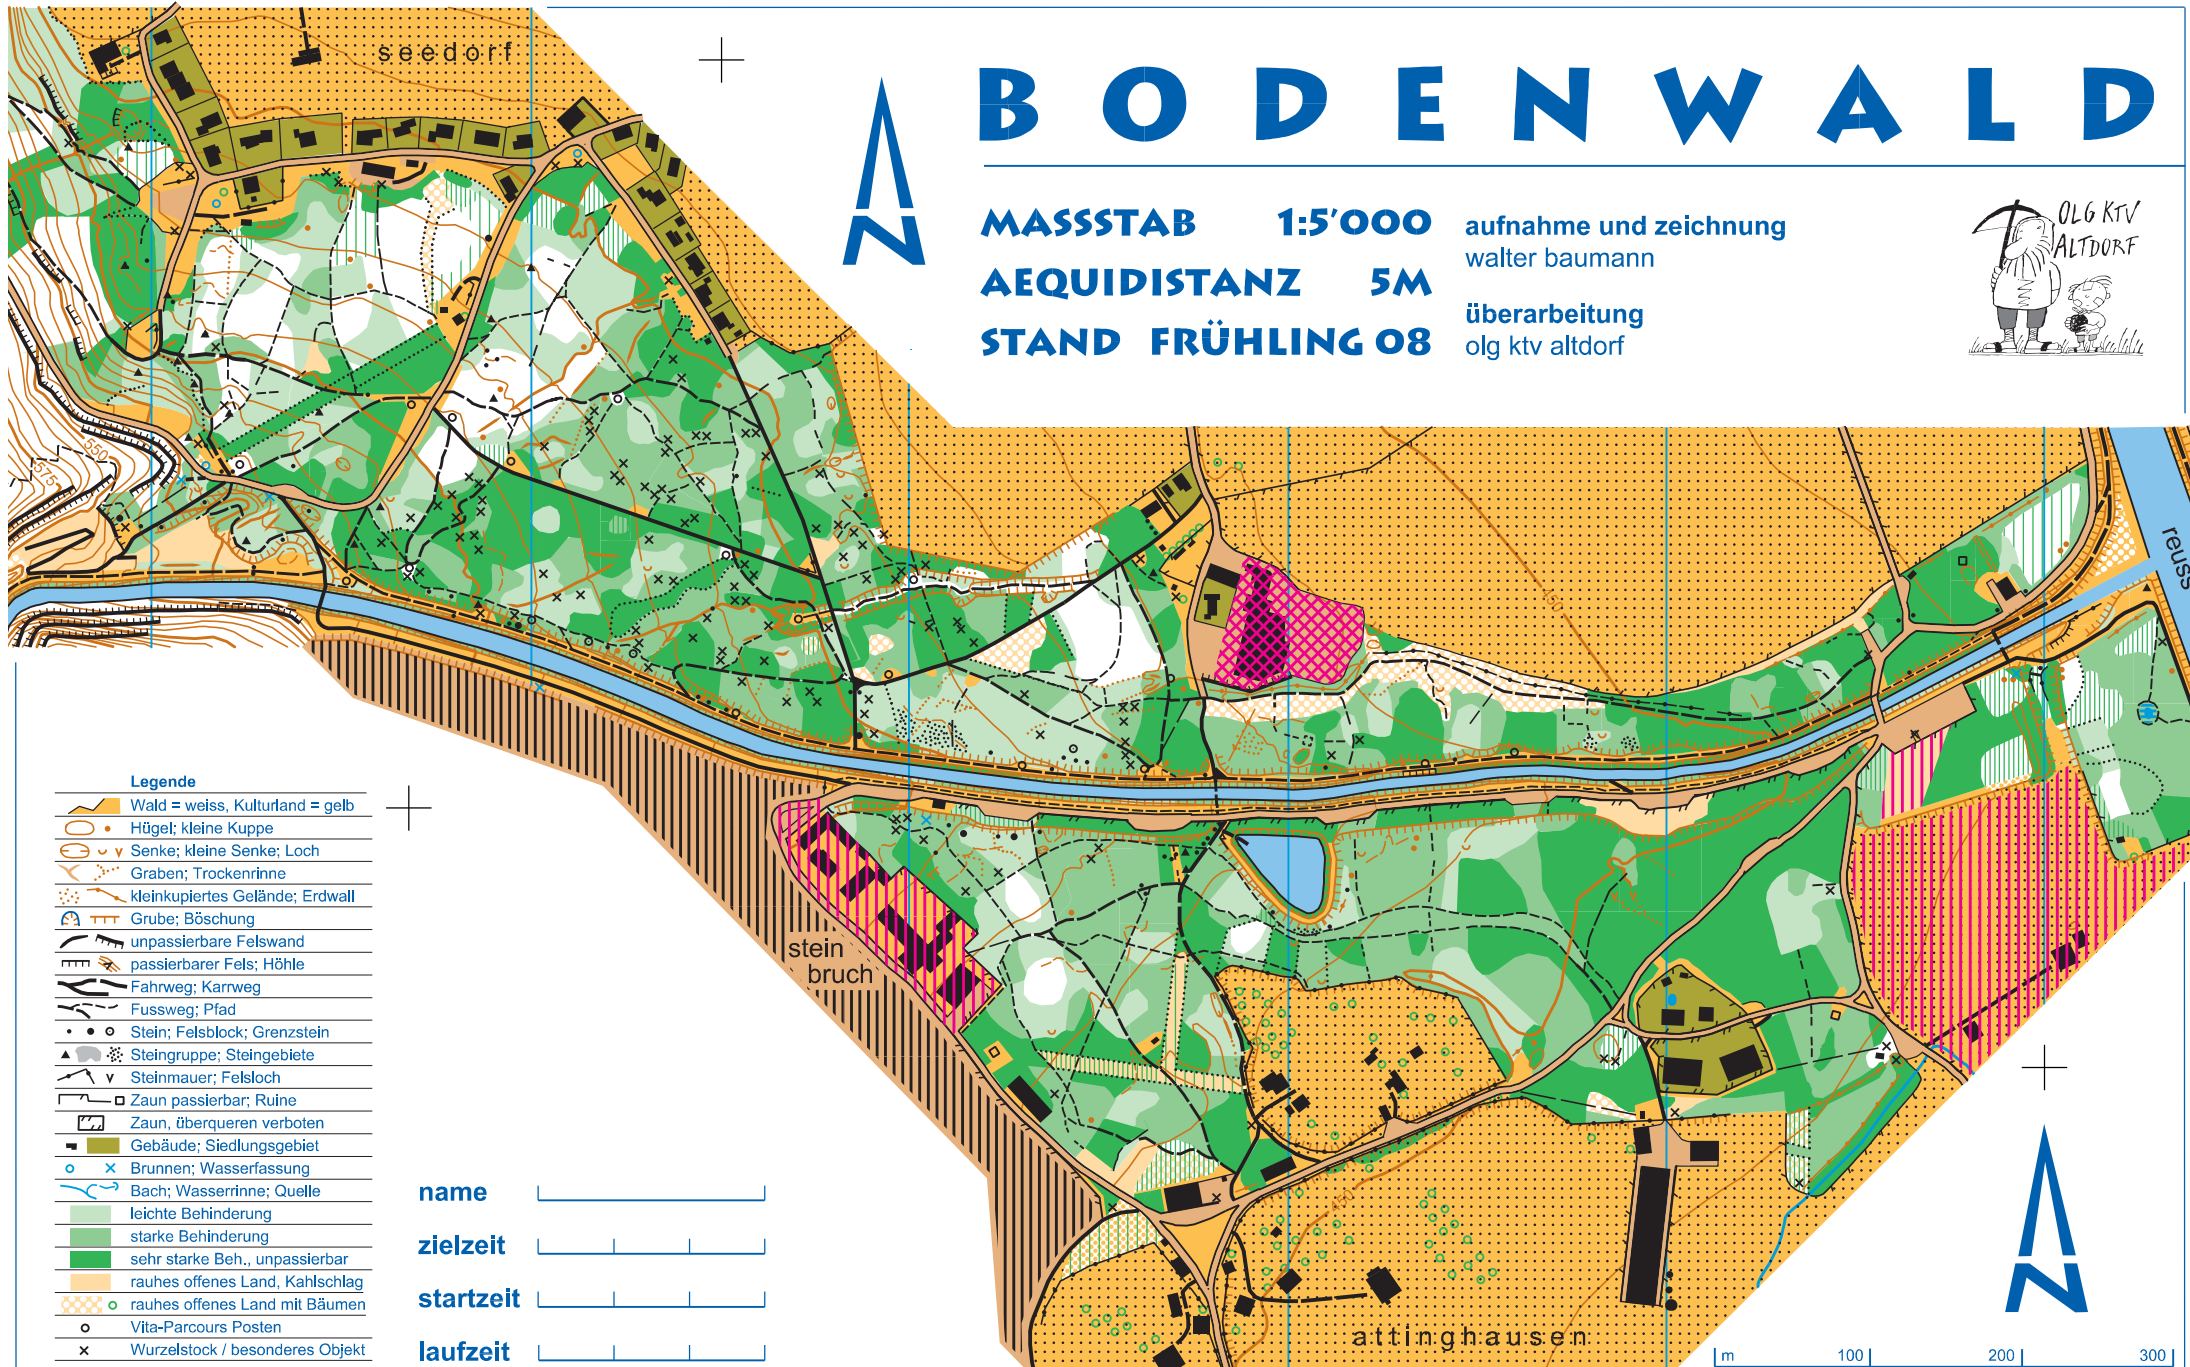 BODENWALD
MASSSTAB 1:5'000
AEQUIDISTANZ 5M
STAND FRÜHLING 08
aufnahme und zeichnung
walter baumann
überarbeitung
olg ktv altdorf
OLG KTV
ALTDORF
N
seedorf
550
575
450
reuss
stein
bruch
450
attinghausen
Legende
Wald = weiss, Kulturland = gelb
Hügel; kleine Kuppe
Senke; kleine Senke; Loch
Graben; Trockenrinne
kleinkupiertes Gelände; Erdwall
Grube; Böschung
unpassierbare Felswand
passierbarer Fels; Höhle
Fahrweg; Karrweg
Fussweg; Pfad
Stein; Felsblock; Grenzstein
Steingruppe; Steingebiete
Steinmauer; Felsloch
Zaun passierbar; Ruine
Zaun, überqueren verboten
Gebäude; Siedlungsgebiet
Brunnen; Wasserfassung
Bach; Wasserrinne; Quelle
leichte Behinderung
starke Behinderung
sehr starke Beh., unpassierbar
rauhes offenes Land, Kahlschlag
rauhes offenes Land mit Bäumen
Vita-Parcours Posten
Wurzelstock / besonderes Objekt
name
zielzeit
startzeit
laufzeit
N
m 100 200 300